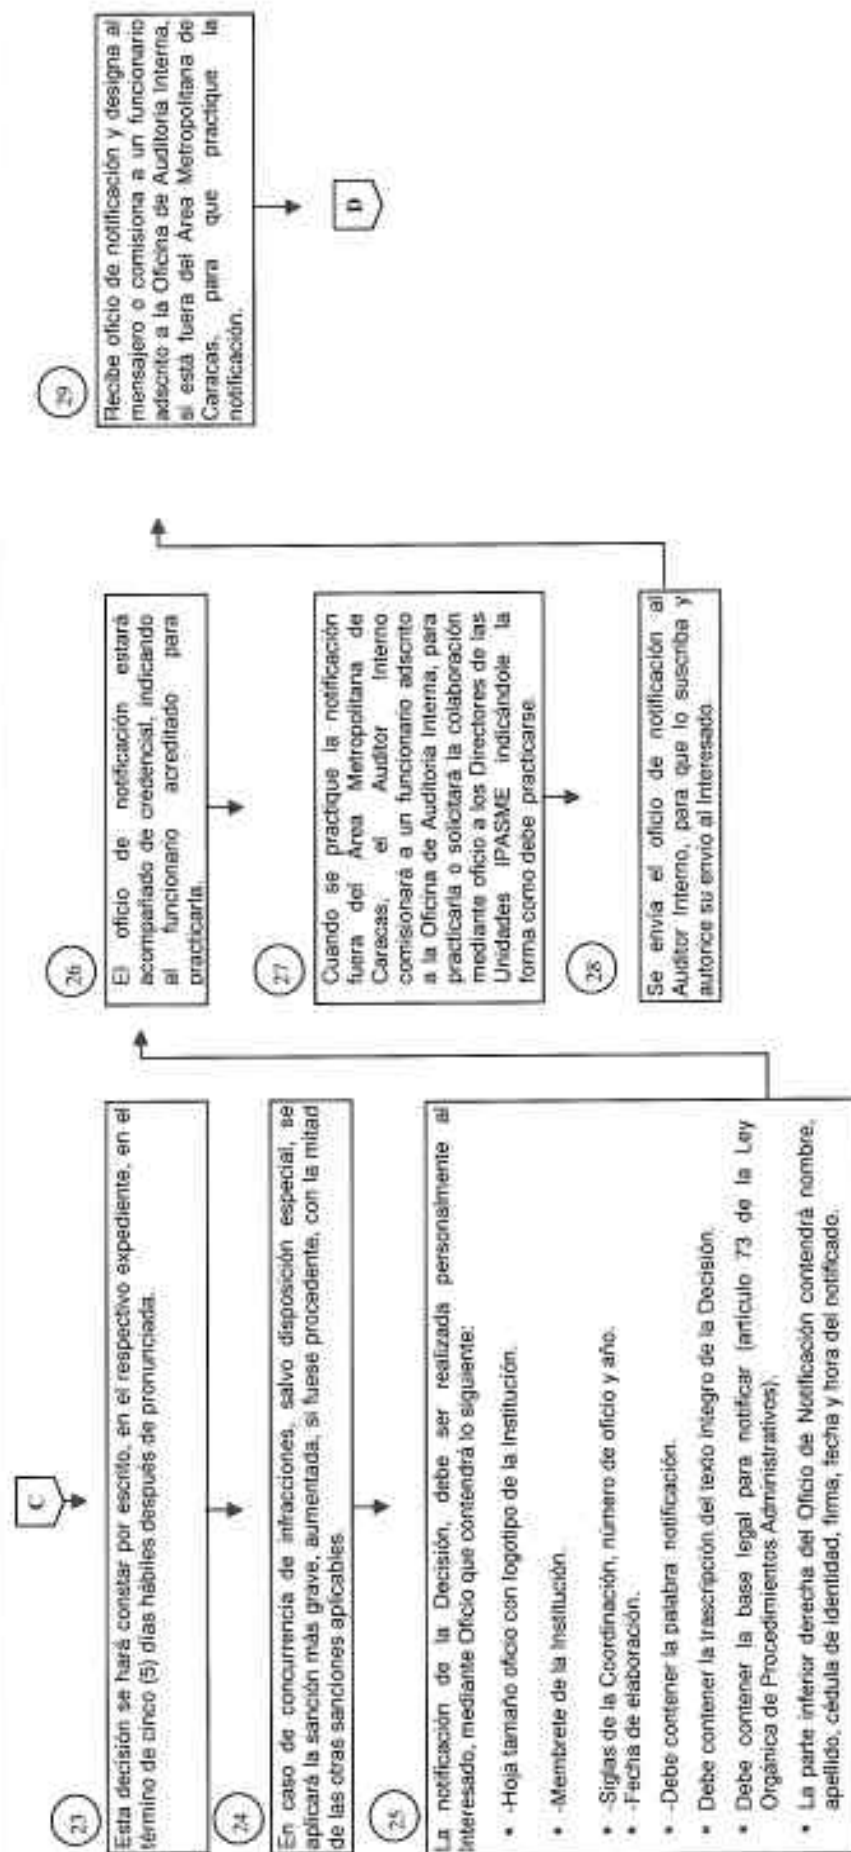 C
23
Esta decisión se hará constar por escrito, en el respectivo expediente, en el
término de cinco (5) días hábiles después de pronunciada.
24
En caso de concurrencia de infracciones, salvo disposición especial, se
aplicará la sanción más grave, aumentada, si fuese procedente, con la mitad
de las otras sanciones aplicables.
25
La notificación de la Decisión, debe ser realizada personalmente al
Interesado, mediante Oficio que contendrá lo siguiente:
• -Hoja tamaño oficio con logotipo de la Institución.
• -Membrete de la Institución.
• -Siglas de la Coordinación, número de oficio y año.
• -Fecha de elaboración.
• -Debe contener la palabra notificación.
• Debe contener la trascripción del texto íntegro de la Decisión.
• Debe contener la base legal para notificar (artículo 73 de la Ley
Orgánica de Procedimientos Administrativos).
• La parte inferior derecha del Oficio de Notificación contendrá nombre,
apellido, cédula de identidad, firma, fecha y hora del notificado.
26
El oficio de notificación estará
acompañado de credencial, indicando
al funcionario acreditado para
practicarla.
27
Cuando se practique la notificación
fuera del Área Metropolitana de
Caracas, el Auditor Interno
comisionará a un funcionario adscrito
a la Oficina de Auditoría Interna, para
practicarla o solicitará la colaboración
mediante oficio a los Directores de las
Unidades IPASME indicándole la
forma como debe practicarse.
28
Se envía el oficio de notificación al
Auditor Interno, para que lo suscriba y
autorice su envío al Interesado.
29
Recibe oficio de notificación y designa al
mensajero o comisiona a un funcionario
adscrito a la Oficina de Auditoría Interna,
si está fuera del Área Metropolitana de
Caracas, para que practique la
notificación.
D